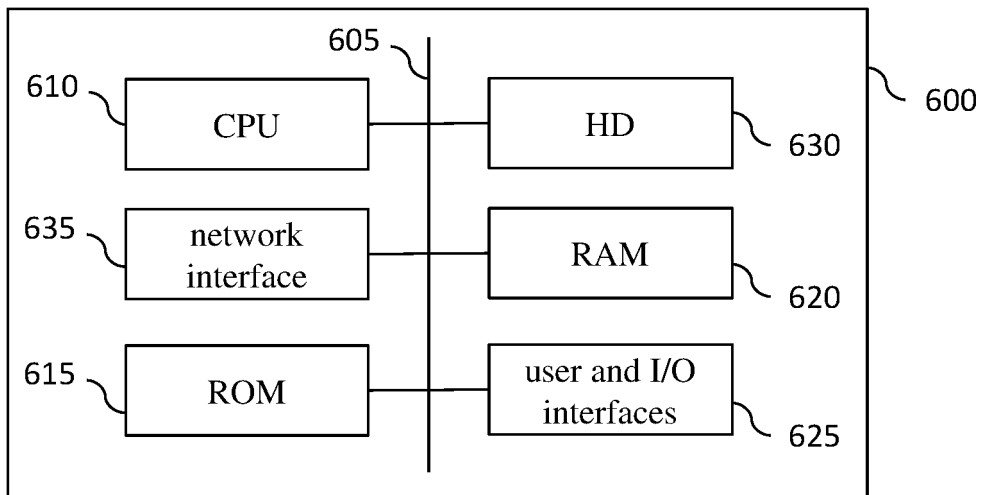 605
610
CPU
HD
600
630
635
network
interface
RAM
620
615
ROM
user and I/O
interfaces
625